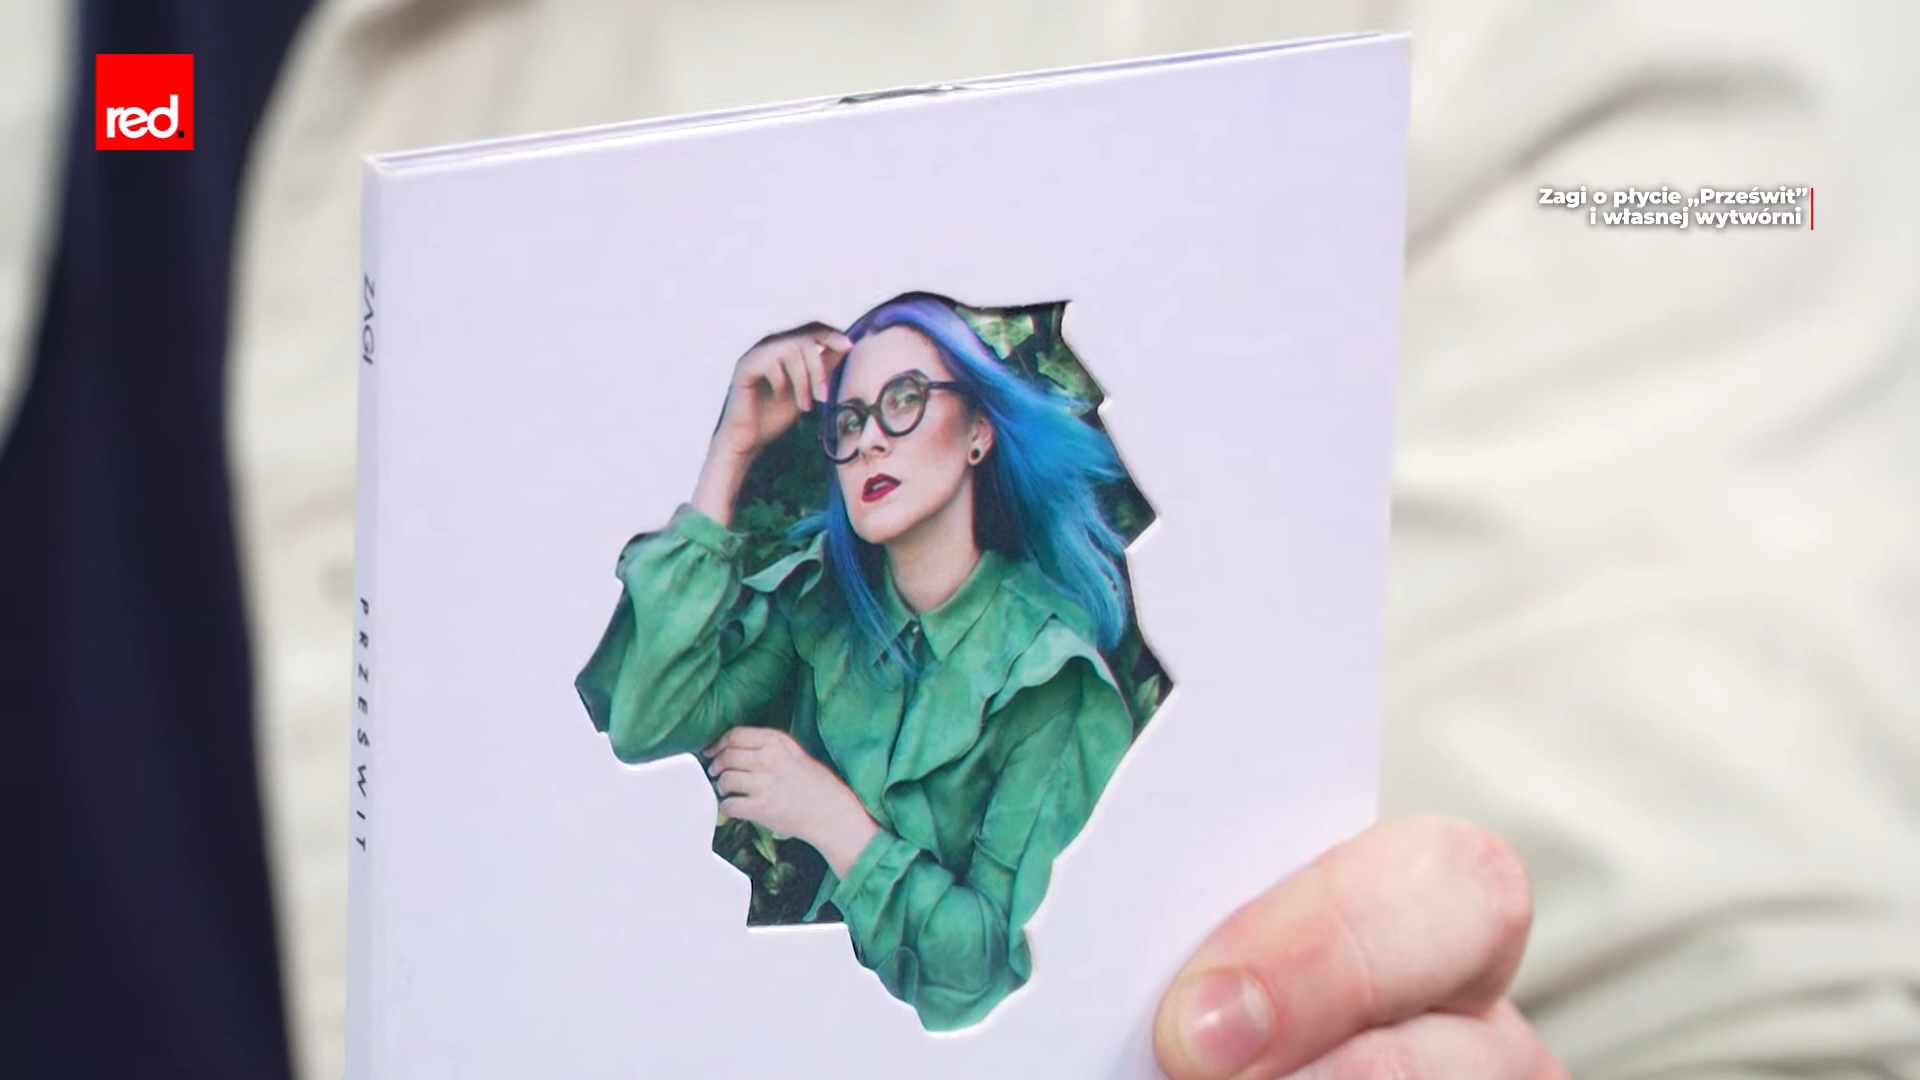 red.
Zagi o płycie „Prześwit”
i własnej wytwórni
ZAGI
PRZEŚWIT